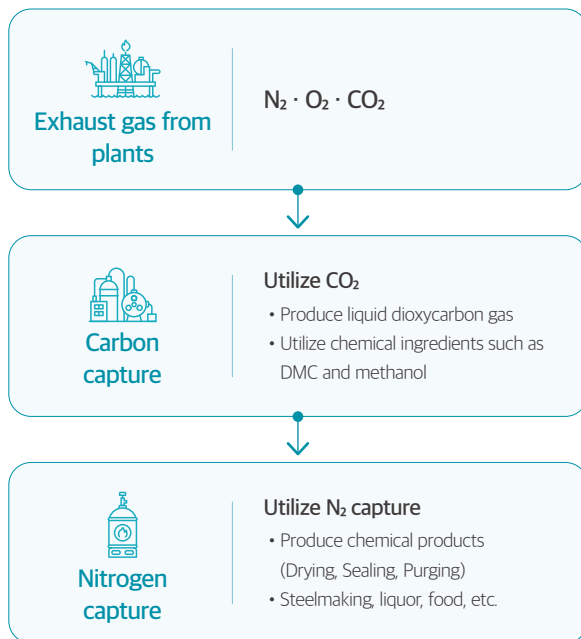 Exhaust gas from
plants
N₂ · O₂ · CO₂
Carbon
capture
Utilize CO₂
• Produce liquid dioxycarbon gas
• Utilize chemical ingredients such as
DMC and methanol
Nitrogen
capture
Utilize N₂ capture
• Produce chemical products
(Drying, Sealing, Purging)
• Steelmaking, liquor, food, etc.